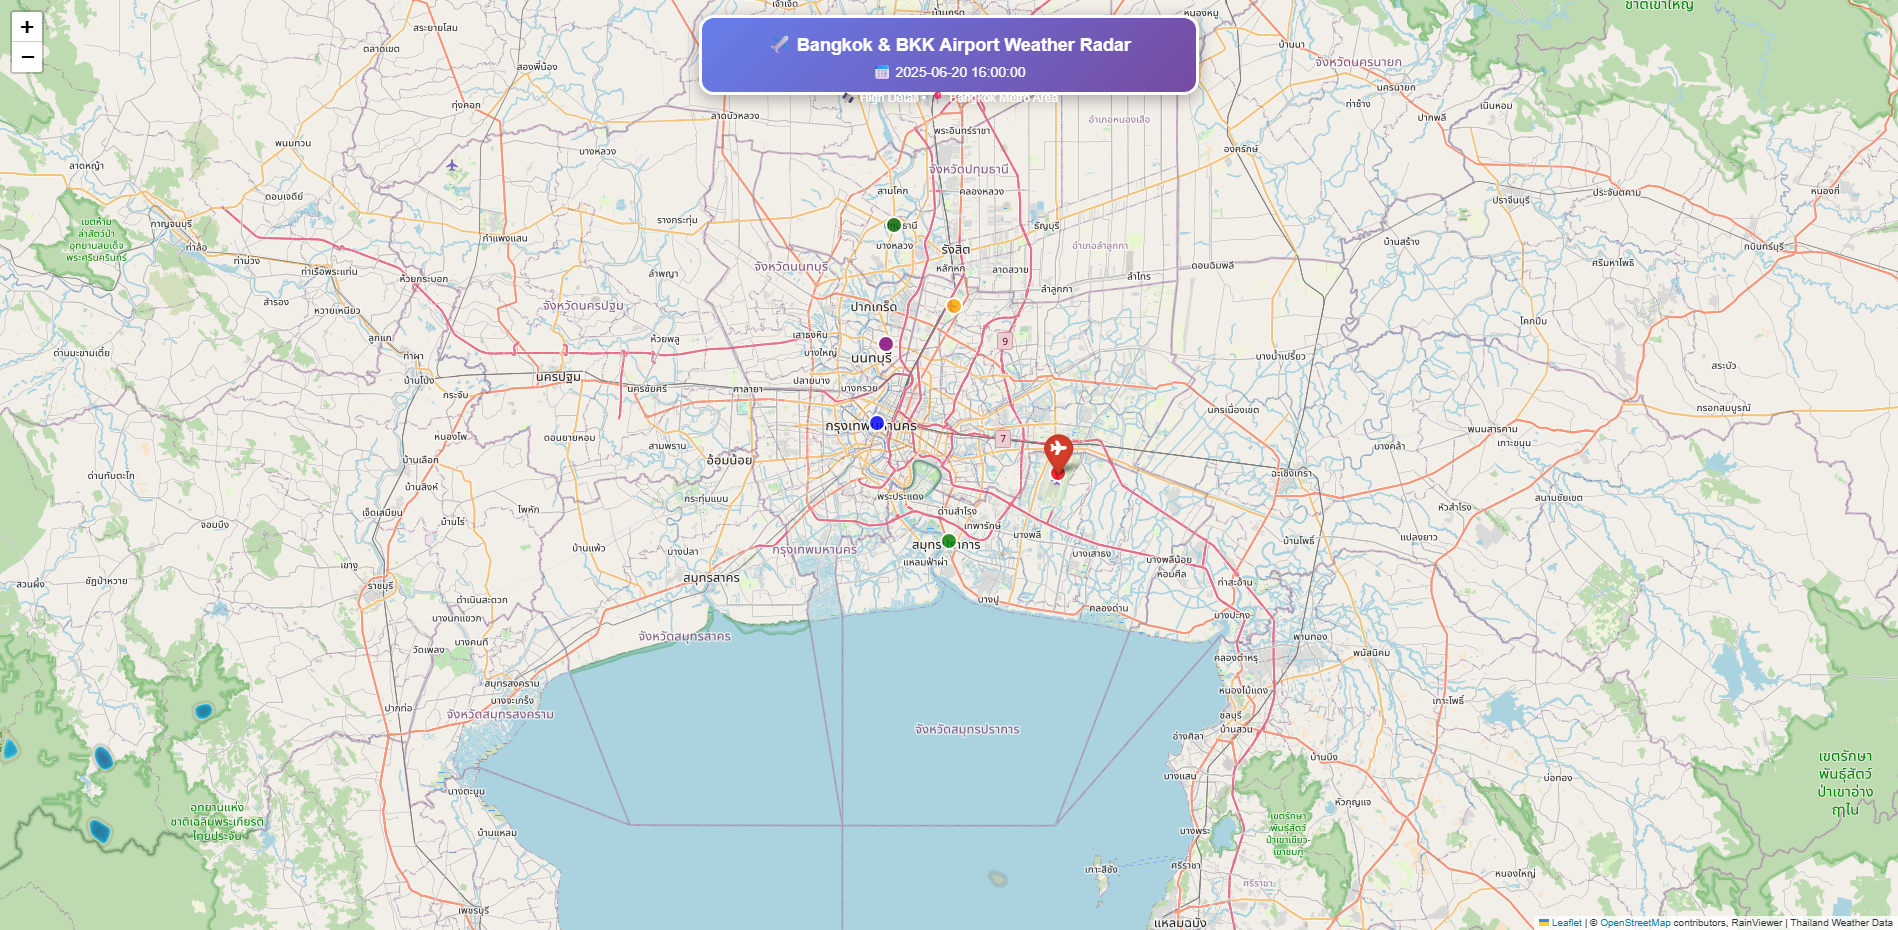 +
−
Bangkok & BKK Airport Weather Radar
2025-06-20 16:00:00
High Detail • Bangkok Metro Area
เจ้าเจ็ด
บ้านกรด
หนองหมู
ชาติเขาใหญ่
สระยายโสม
ตลาดเขต
บ้านนา
สองพี่น้อง
จังหวัดนครนายก
นครนายก
ทุ่งคอก
ท่าช้าง
เนินหอม
ปากพลี
ลาดบัวหลวง
อำเภอหนองเสือ
พระอินทร์ราชา
พนมทวน
บางหลวง
องครักษ์
ลาดหญ้า
จังหวัดปทุมธานี
สามโคก
คลองหลวง
ประจันตคาม
หนองกี่
ดอนเจดีย์
ปราจีนบุรี
เขตห้าม
ล่าสัตว์ป่า
อุทยานสมเด็จ
พระศรีนครินทร์
กาญจนบุรี
รางกระทุ่ม
ธานี
ธัญบุรี
ท่าล้อ
กำแพงแสน
บางหลวง
รังสิต
อำเภอลำลูกกา
บ้านสร้าง
กบินทร์บุรี
ท่าม่วง
ท่าเรือพระแท่น
ห้วยกระบอก
ลำพญา
จังหวัดนนทบุรี
หลักหก
ลาดสวาย
ลำไทร
ดอนฉิมพลี
ศรีมหาโพธิ
ลำลูกกา
สำรอง
หวายเหนียว
จังหวัดนครปฐม
ปากเกร็ด
โคกปีบ
ลูกแก
ห้วยพลู
เสาธงหิน
9
ด่านมะขามเตี้ย
ท่าผา
บางใหญ่
นนทบุรี
บางน้ำเปรี้ยว
สระบัว
บ้านโป่ง
นครปฐม
นครชัยศรี
ศาลายา
ปลายบาง
บางกรวย
กระจับ
นครเนื่องเขต
กรอกสมบูรณ์
หนองโพ
ดอนยายหอม
สามพราน
กรุงเทพมหานคร
7
พนมสารคาม
เกาะขนุน
บางคล้า
บ้านเลือก
อ้อมน้อย
ด่านทับตะโก
ฉะเชิงเทรา
บ้านสิงห์
กระทุ่มแบน
พระประแดง
สนามชัยเขต
เจ็ดเสมียน
ไผ่หัก
ด่านสำโรง
หัวสำโรง
จอมบึง
บ้านไร่
เทพารักษ์
บางพลี
แปลงยาว
บ้านแพ้ว
บางปลา
กรุงเทพมหานคร
สมุทรปราการ
บางเสาธง
บ้านโพธิ์
เขางู
แหลมฟ้าผ่า
บางพลีน้อย
หอมศีล
สวนผึ้ง
รัฎป่าหวาย
ราชบุรี
สมุทรสาคร
ท่าสะอ้าน
ดำเนินสะดวก
บางปู
คลองด่าน
บางปะกง
บางนกแขวก
จังหวัดสมุทรสาคร
พานทอง
วัดเพลง
บางคนที
คลองตำหรุ
พนัสนิคม
สมุทรสงคราม
บางจะเกร็ง
หนองไม้แดง
ปากท่อ
จังหวัดสมุทรสงคราม
ชลบุรี
บ้านสวน
เกาะโพธิ์
จังหวัดสมุทรปราการ
อ่างศิลา
บ้านบึง
เขตรักษา
พันธุ์สัตว์
ป่าเขาอ่าง
ฤๅไน
บางแสน
บ่อทอง
บางตะบูน
อุทยานแห่ง
ชาติเฉลิมพระเกียรติ
ไทยประจัน
หัวกุญแจ
บ้านแหลม
บางพระ
เขตรักษา
พันธุ์สัตว์
ป่าเขาเขียว-
เขาชมภู่
เกาะสีชัง
ศรีราชา
หนองใหญ่
ศรีราชา
เพชรบุรี
แหลมฉบัง
Leaflet | © OpenStreetMap contributors, RainViewer | Thailand Weather Data